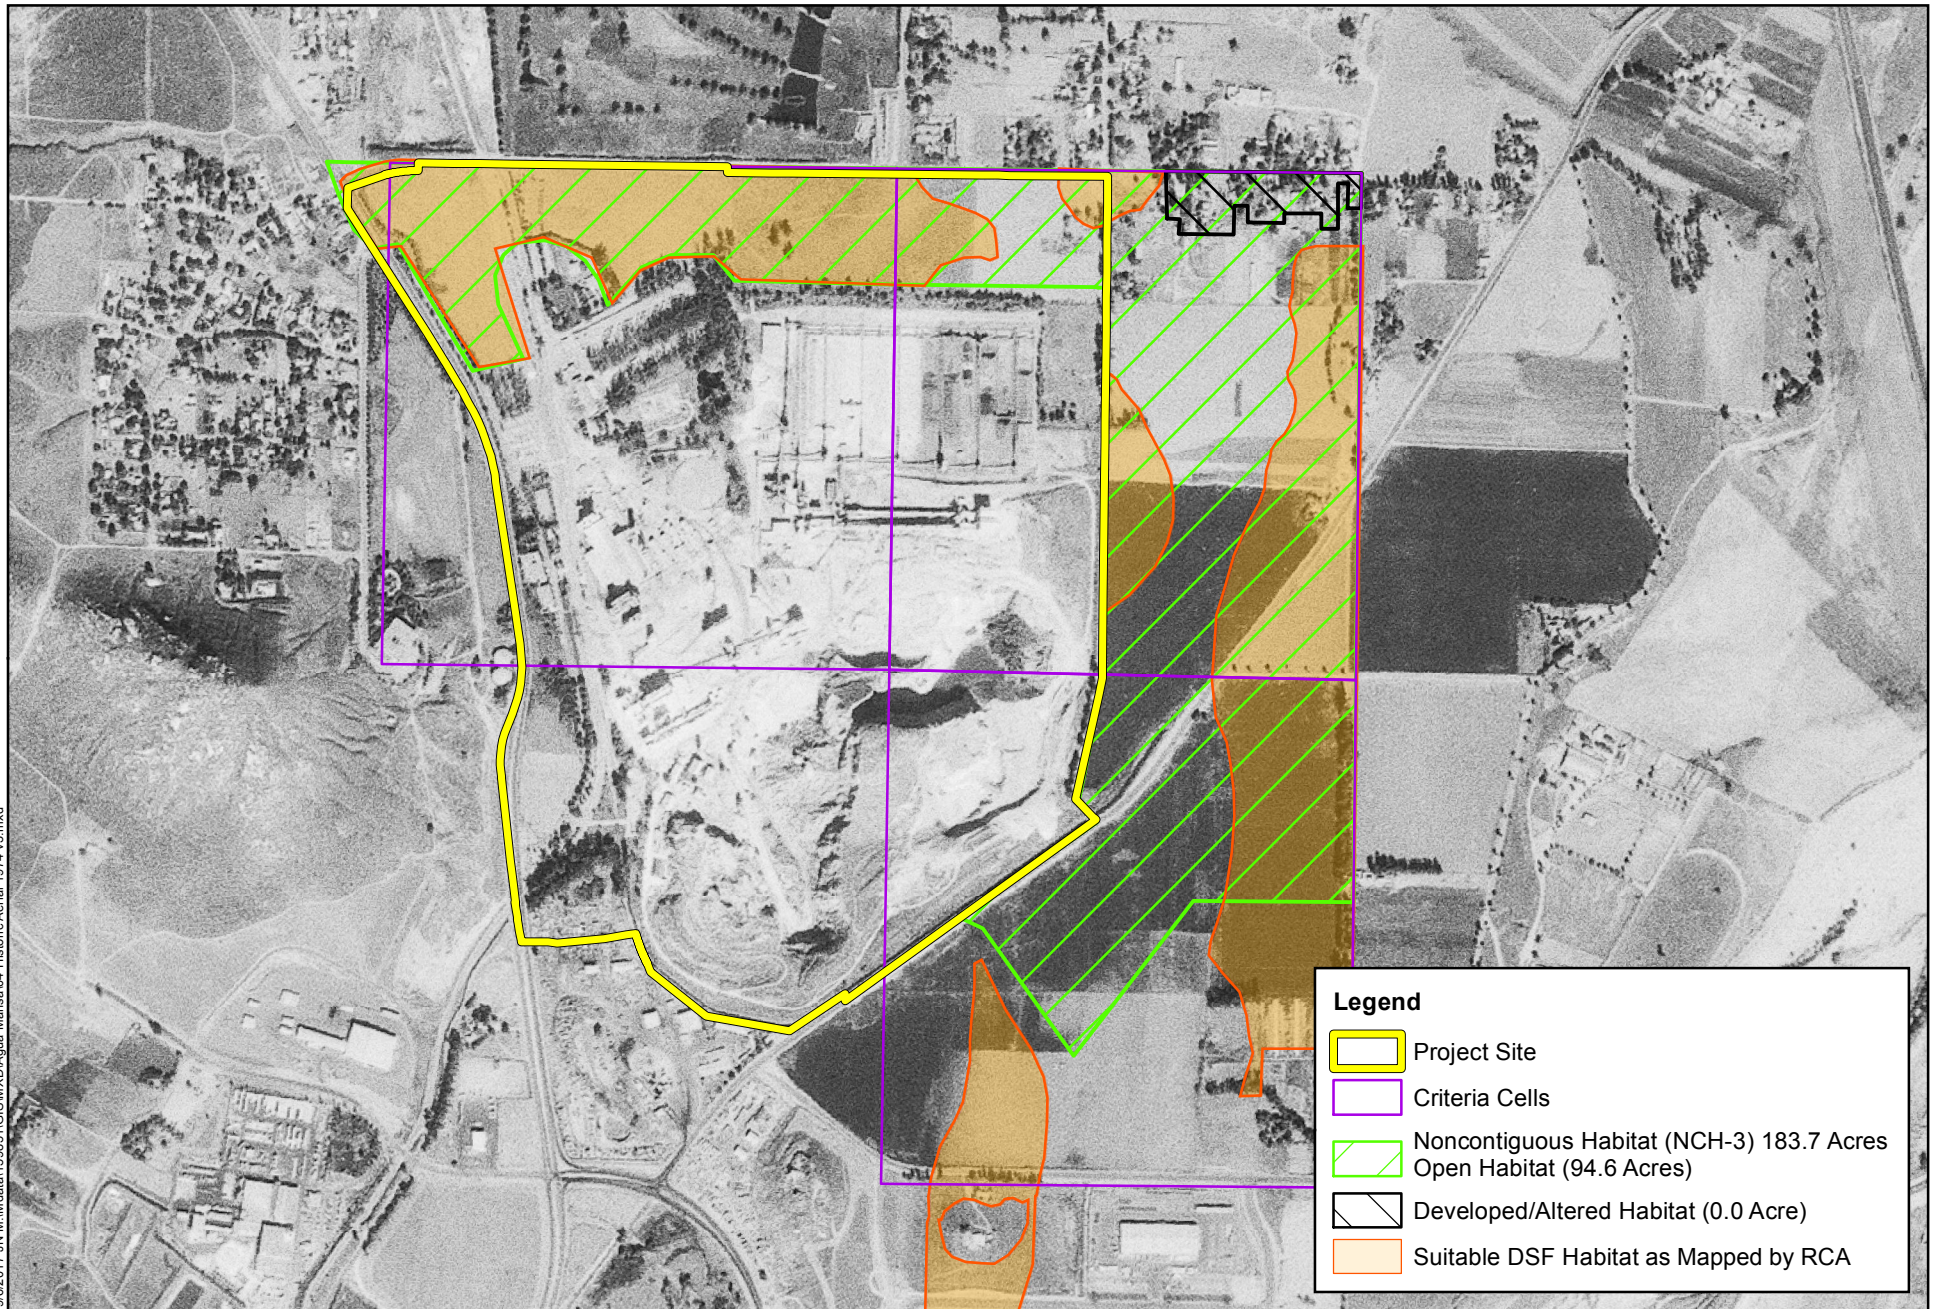 Legend
Project Site
Criteria Cells
Noncontiguous Habitat (NCH-3) 183.7 Acres
Open Habitat (94.6 Acres)
Developed/Altered Habitat (0.0 Acre)
Suitable DSF Habitat as Mapped by RCA